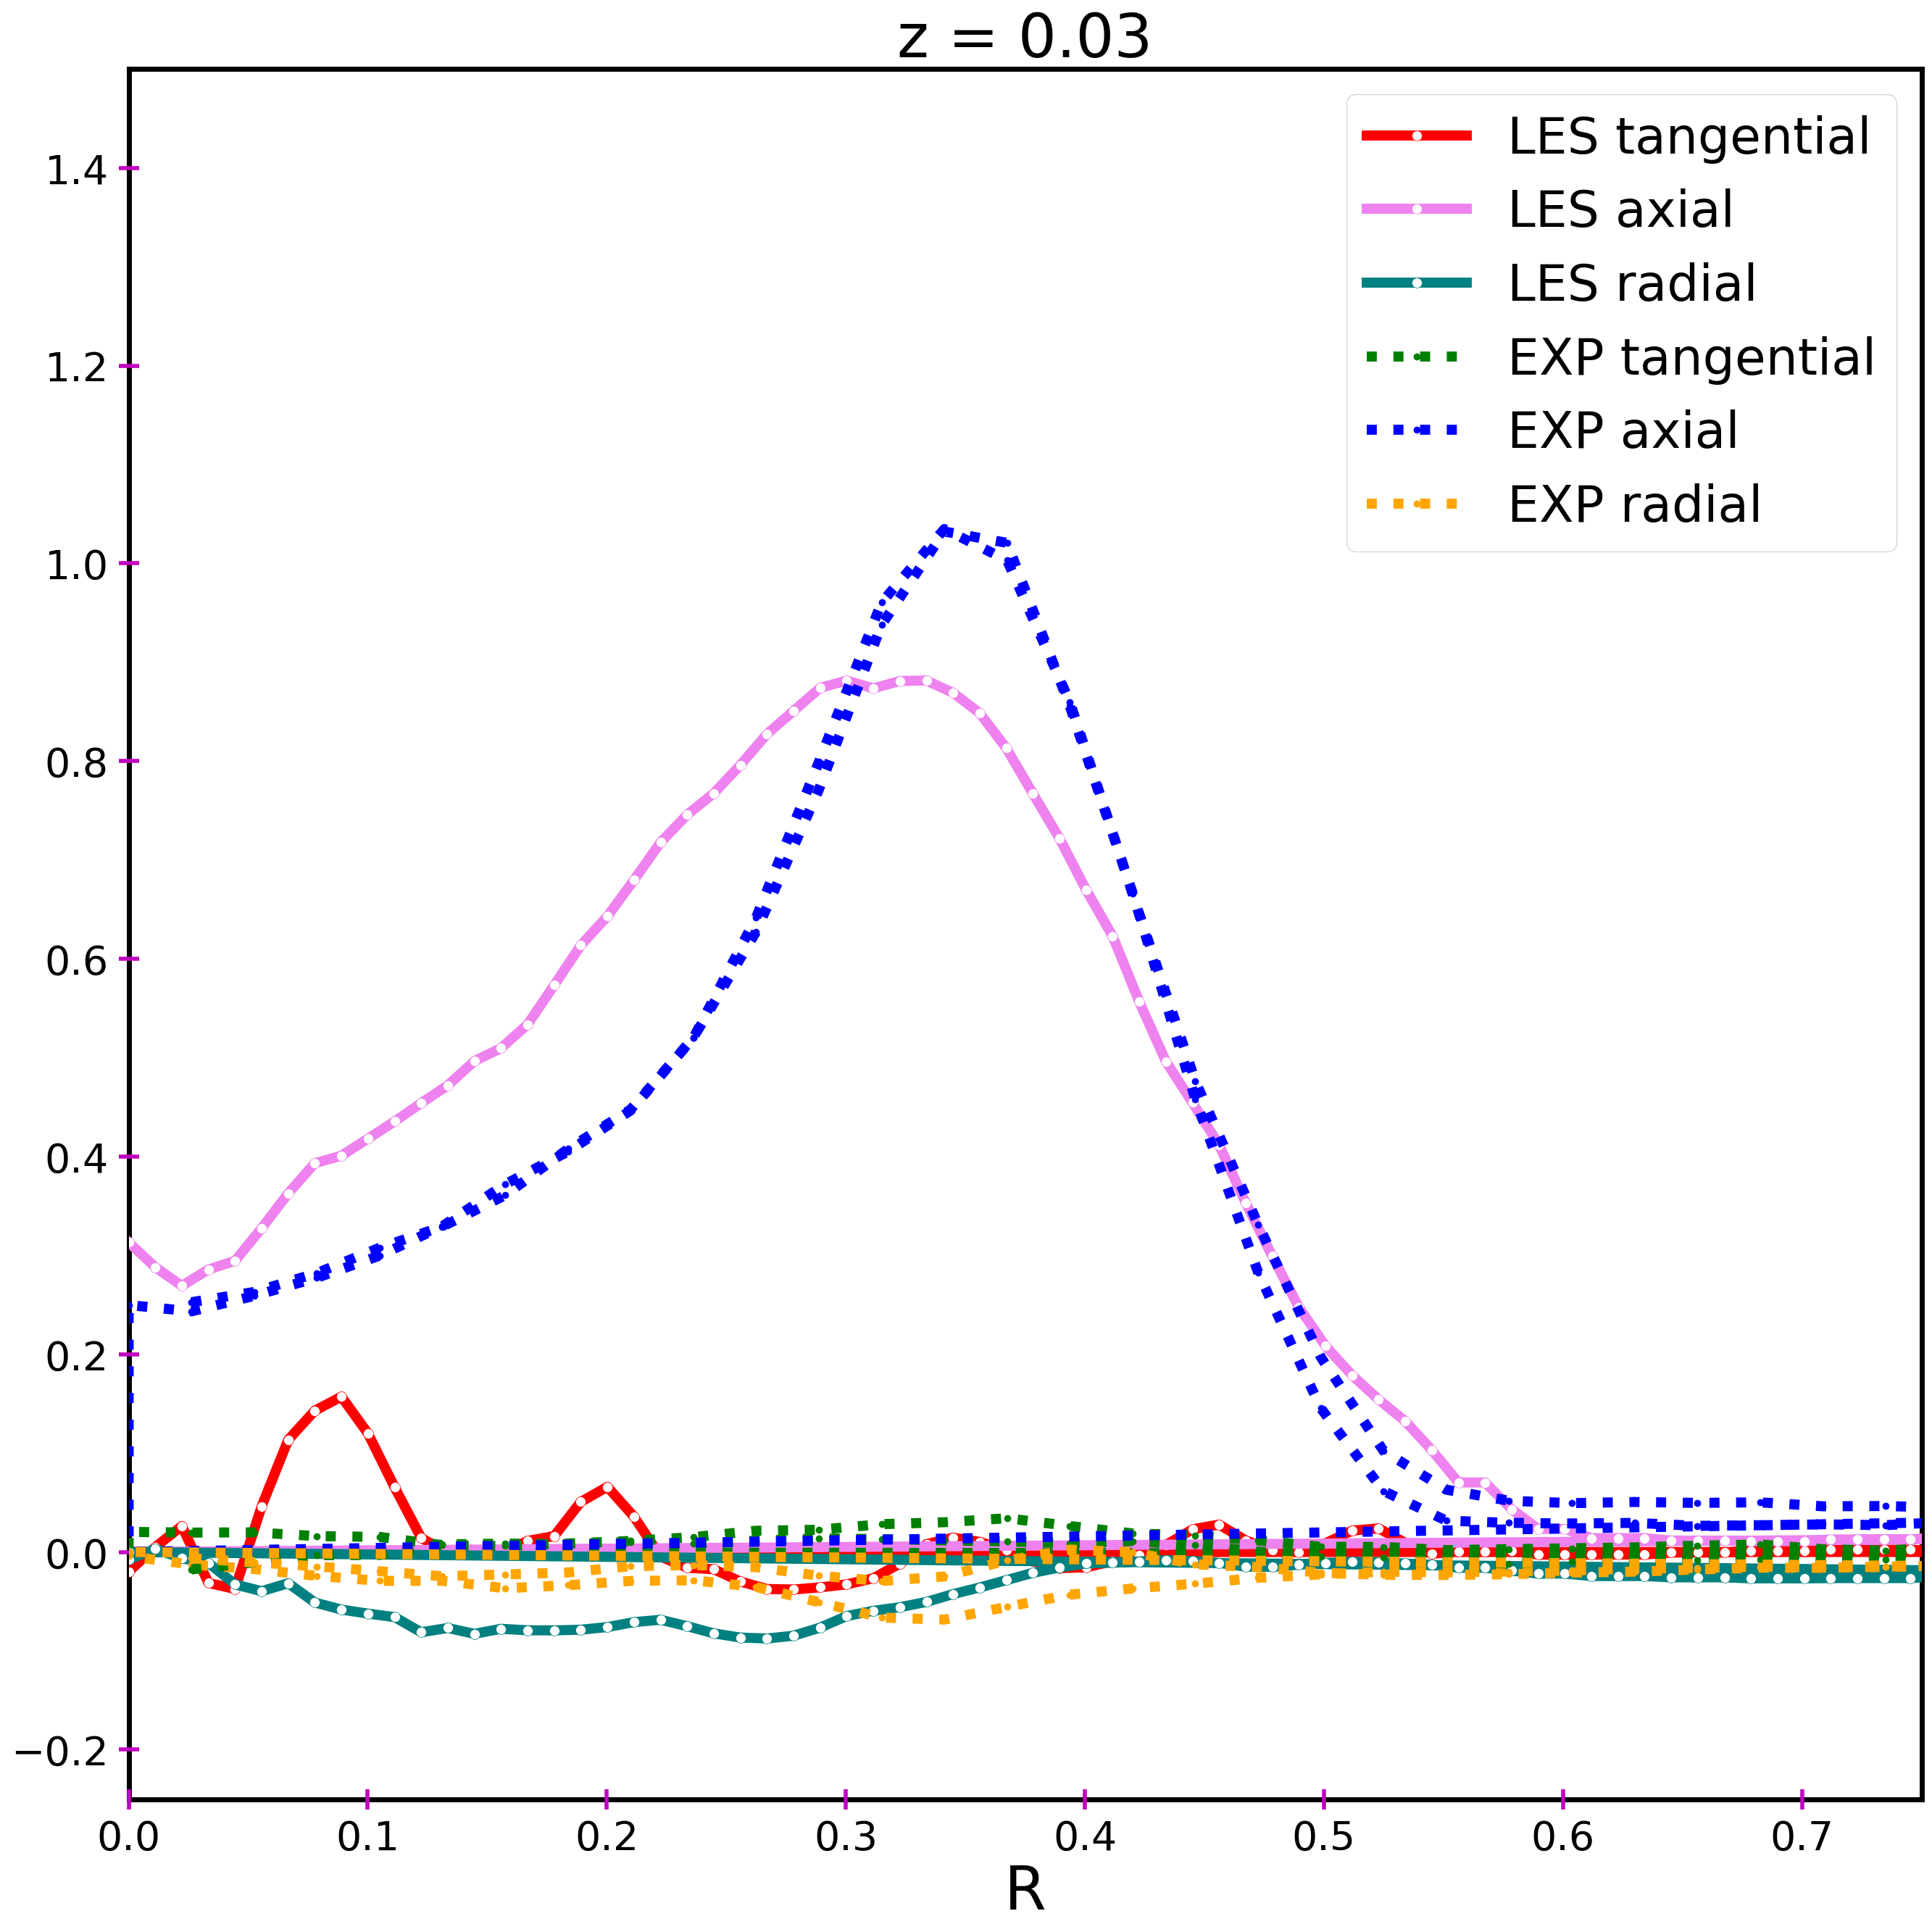 z = 0.03
LES tangential
LES axial
LES radial
EXP tangential
EXP axial
EXP radial
1.4
1.2
1.0
0.8
0.6
0.4
0.2
0.0
−0.2
0.0 0.1 0.2 0.3 0.4 0.5 0.6 0.7
R